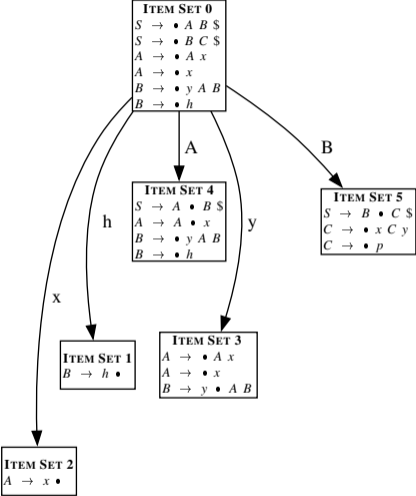 ITEM SET 0
S → • A B $
S → • B C $
A → • A x
A → • x
B → • y A B
B → • h
A
B
ITEM SET 4
S → A • B $
A → A • x
B → • y A B
B → • h
ITEM SET 5
S → B • C $
C → • x C y
C → • p
h
y
x
ITEM SET 1
B → h •
ITEM SET 3
A → • A x
A → • x
B → y • A B
ITEM SET 2
A → x •